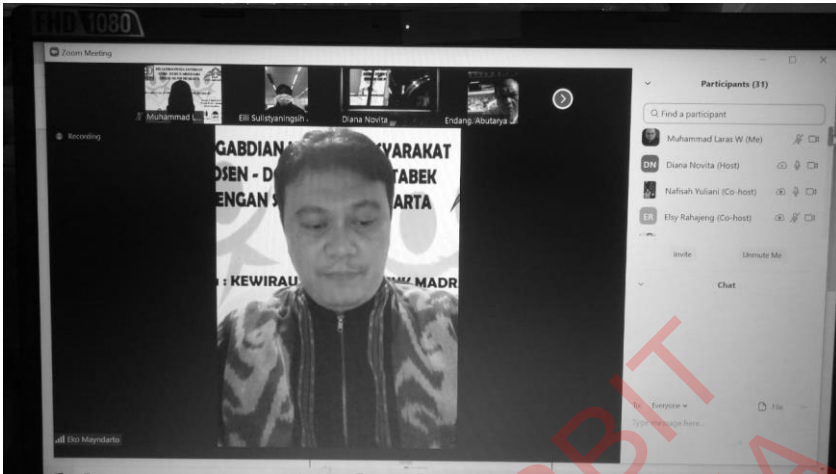 FHD 1080
Zoom Meeting
Muhammad L...
Elli Sulistyaningsih
Diana Novita
Endang. Abutarya
Recording
GABDIAN
SYARAKAT
OSEN - D
TABEK
ENGAN S
ARTA
: KEWIRAU
MADR
Eko Mayndarto
Participants (31)
Find a participant
Muhammad Laras W (Me)
DN Diana Novita (Host)
Nafisah Yuliani (Co-host)
ER Elsy Rahajeng (Co-host)
Invite
Unmute Me
Chat
To: Everyone
File
Type message here...